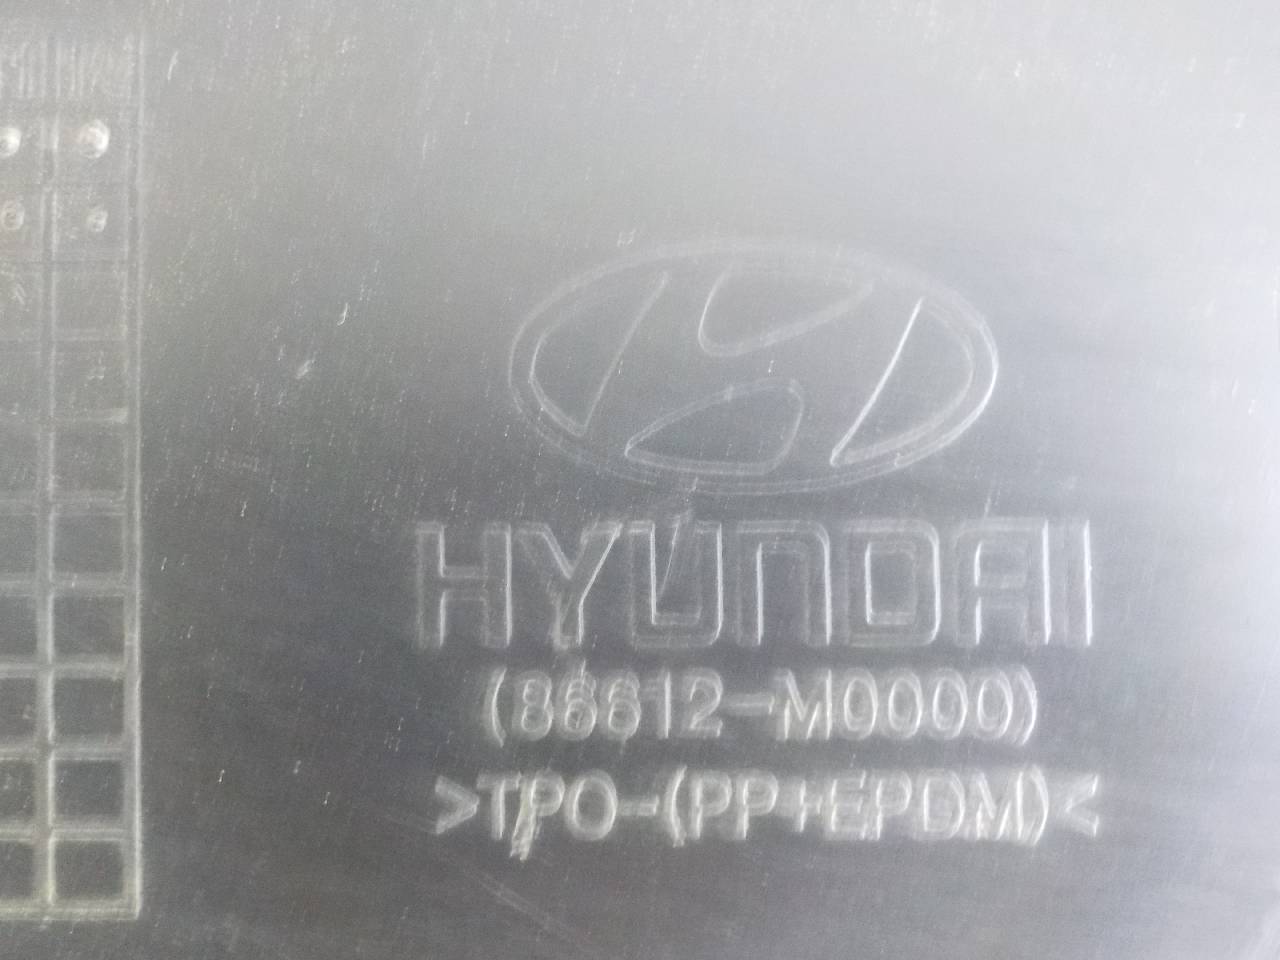 HYUNDAI
(86612-M0000)
>TPO-(PP+EPDM)<